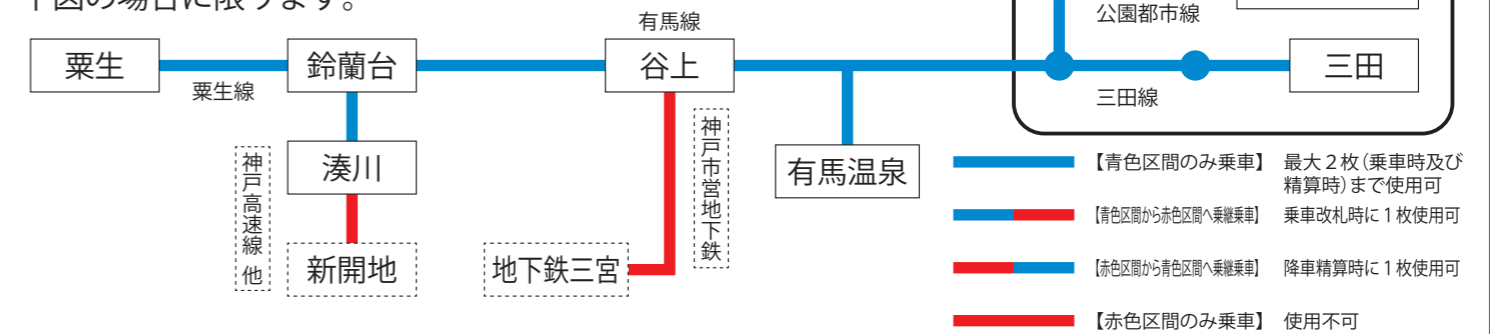 下図の場合に限ります。
公園都市線
有馬線
粟生
鈴蘭台
谷上
三田
粟生線
三田線
神戸市営地下鉄
神戸高速線 他
湊川
有馬温泉
新開地
地下鉄三宮
【青色区間のみ乗車】 最大2枚(乗車時及び
精算時)まで使用可
【青色区間から赤色区間へ乗継乗車】 乗車改札時に1枚使用可
【赤色区間から青色区間へ乗継乗車】 降車精算時に1枚使用可
【赤色区間のみ乗車】 使用不可